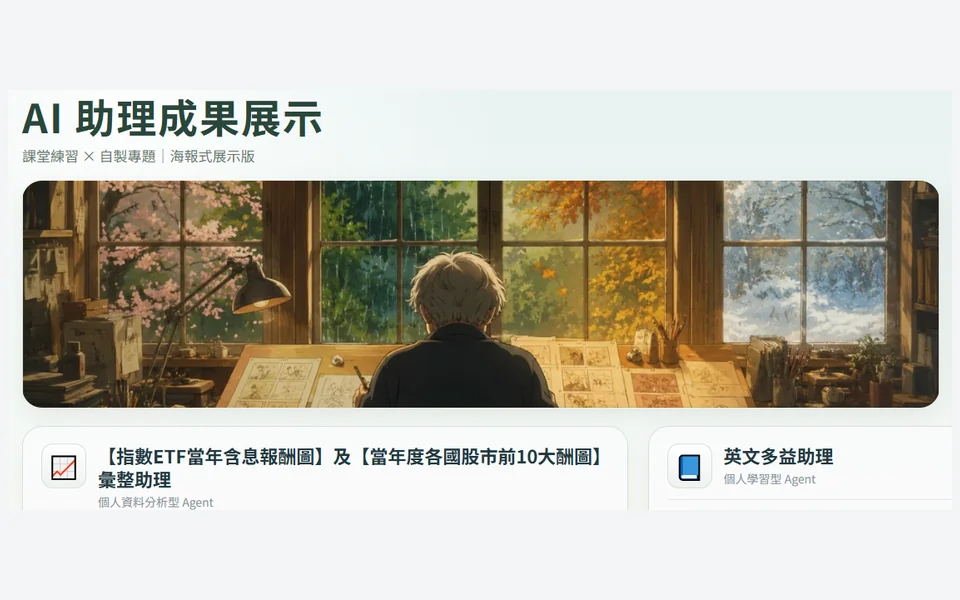 AI 助理成果展示
課堂練習 × 自製專題｜海報式展示版
【指數ETF當年含息報酬圖】及【當年度各國股市前10大酬圖】
彙整助理
個人資料分析型 Agent
英文多益助理
個人學習型 Agent